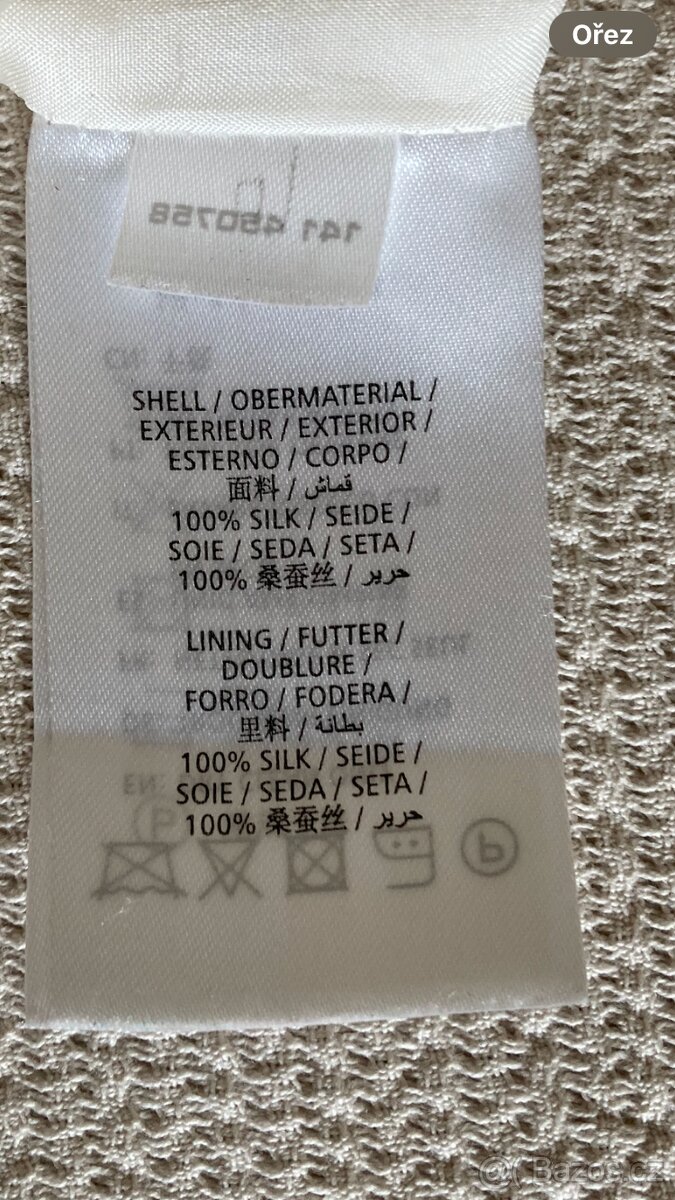 Ořez
141 450758
SHELL / OBERMATERIAL /
EXTERIEUR / EXTERIOR /
ESTERNO / CORPO /
面料 / قماش
100% SILK / SEIDE /
SOIE / SEDA / SETA /
100% 桑蚕丝 / حرير
LINING / FUTTER /
DOUBLURE /
FORRO / FODERA /
里料 / بطانة
100% SILK / SEIDE /
SOIE / SEDA / SETA /
100% 桑蚕丝 / حرير
P
@ Bazos.cz